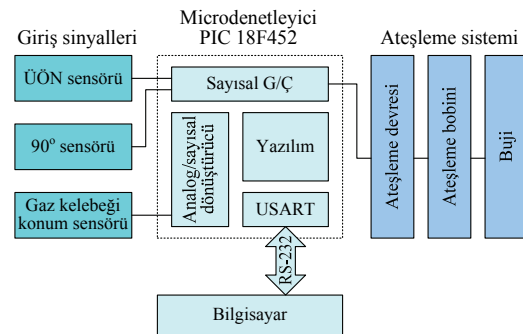 Giriş sinyalleri
Microdenetleyici
PIC 18F452
Ateşleme sistemi
ÜÖN sensörü
90° sensörü
Gaz kelebeği
konum sensörü
Sayısal G/Ç
Analog/sayısal
dönüştürücü
Yazılım
USART
RS-232
Bilgisayar
Ateşleme devresi
Ateşleme bobini
Buji